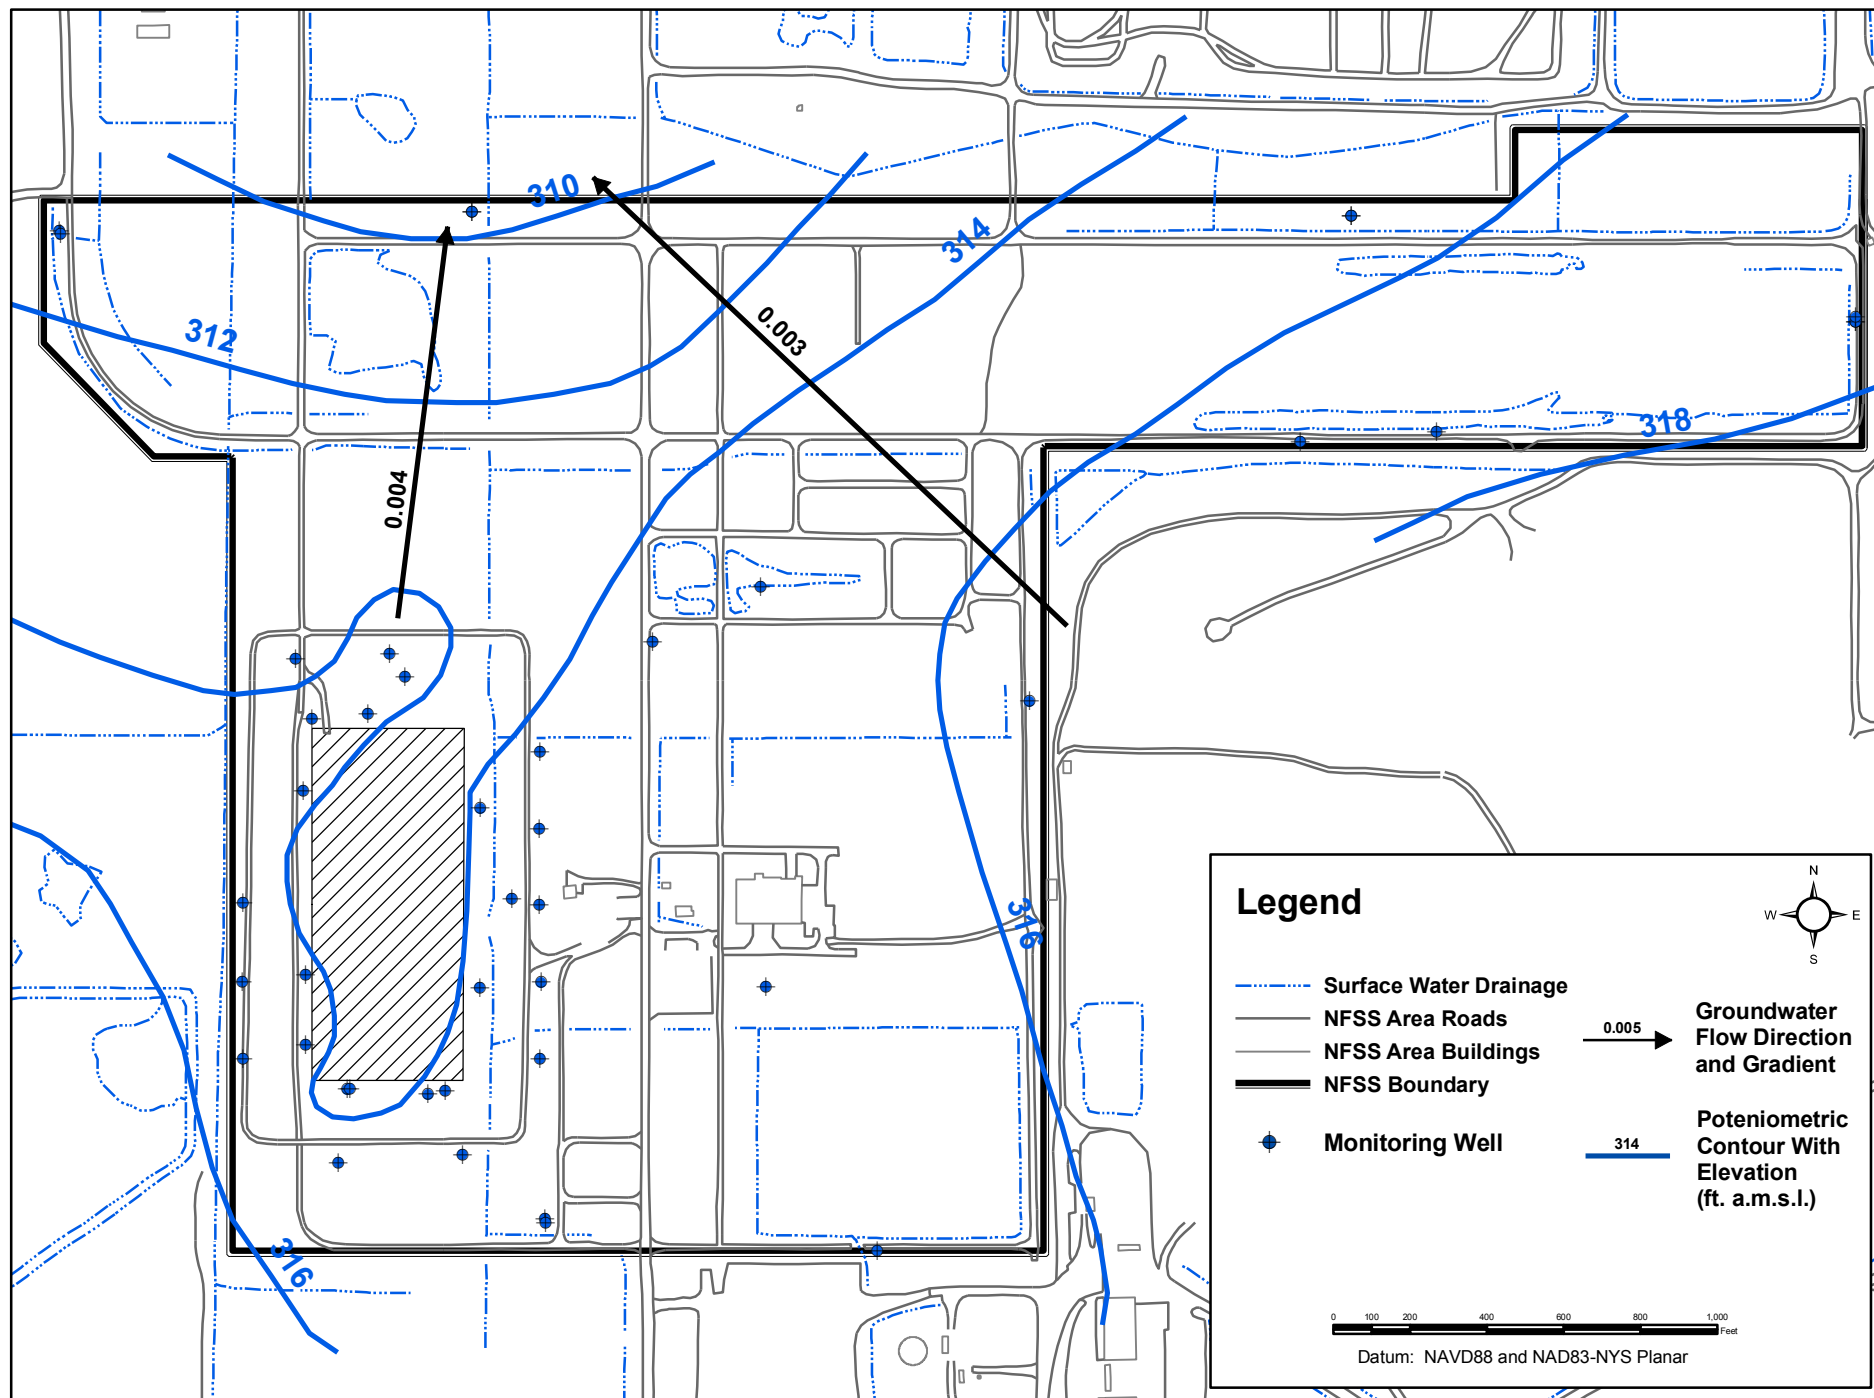 310
314
312
0.003
318
0.004
316
316
Legend
N
W
E
S
Surface Water Drainage
NFSS Area Roads
NFSS Area Buildings
NFSS Boundary
Monitoring Well
0.005
Groundwater
Flow Direction
and Gradient
314
Poteniometric
Contour With
Elevation
(ft. a.m.s.l.)
0 100 200 400 600 800 1,000
Feet
Datum: NAVD88 and NAD83-NYS Planar